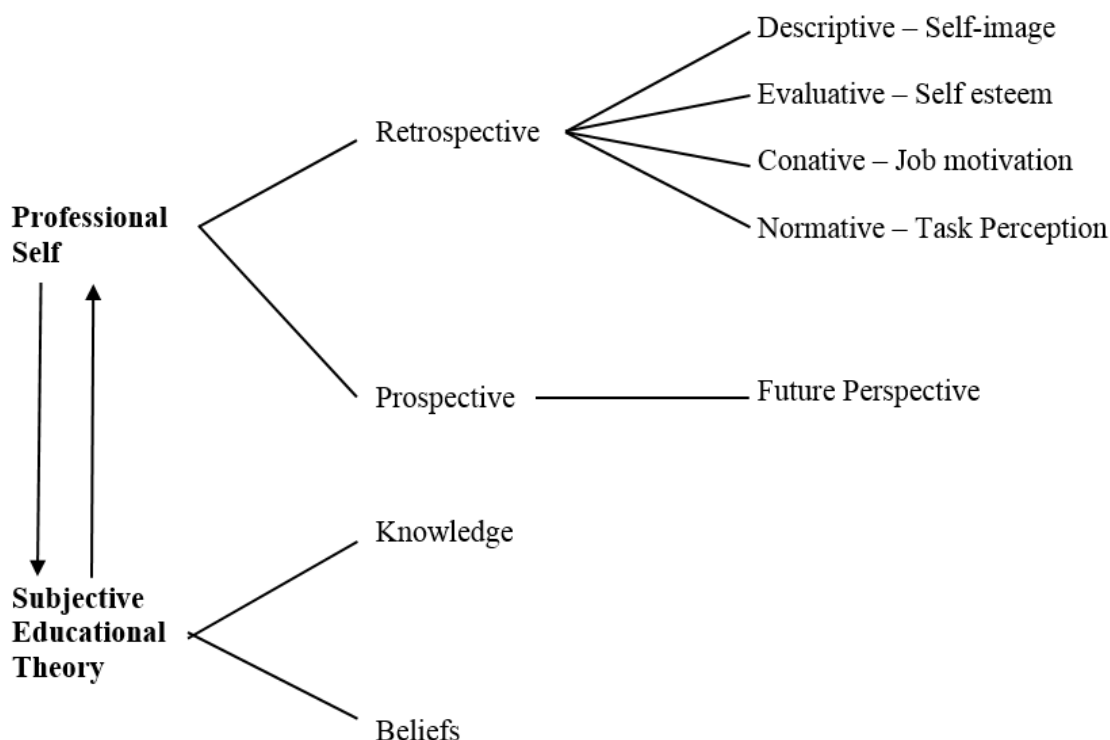 Descriptive – Self-image
Evaluative – Self esteem
Retrospective
Conative – Job motivation
Professional
Self
Normative – Task Perception
Prospective
Future Perspective
Knowledge
Subjective
Educational
Theory
Beliefs